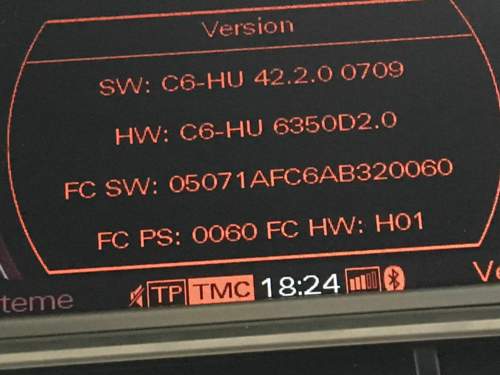 Version
SW: C6-HU 42.2.0 0709
HW: C6-HU 6350D2.0
FC SW: 05071AFC6AB320060
FC PS: 0060 FC HW: H01
teme TP TMC 18:24 Ve